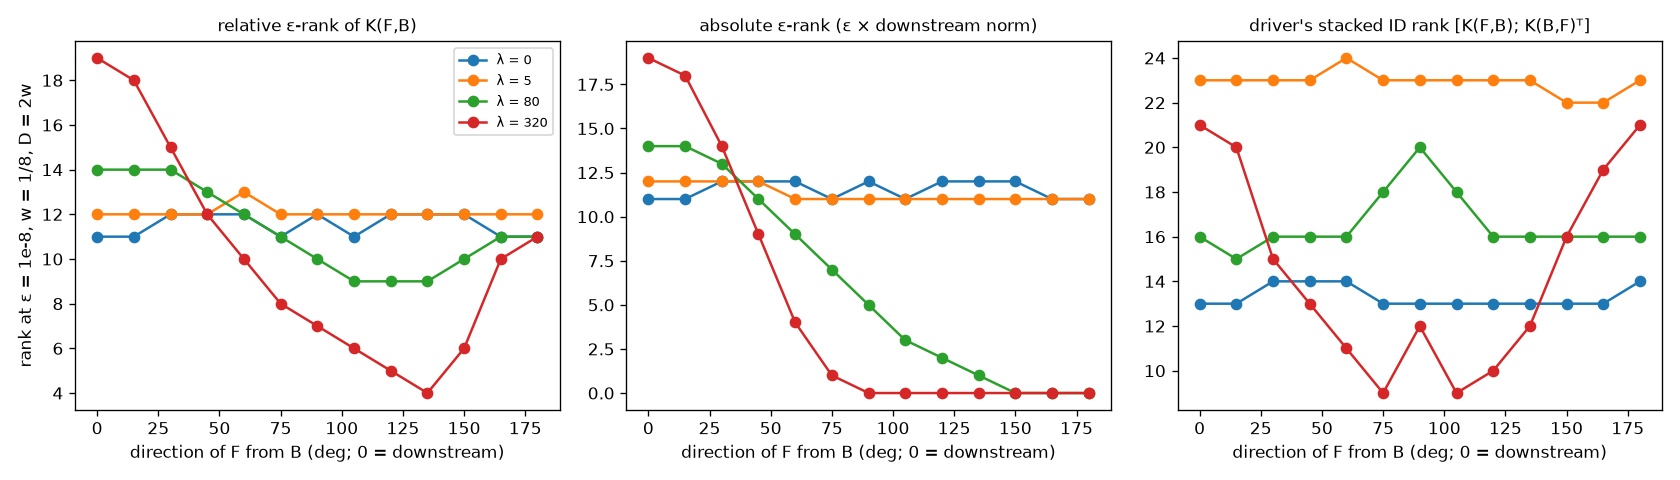 relative ε-rank of K(F,B)
absolute ε-rank (ε × downstream norm)
driver's stacked ID rank [K(F,B); K(B,F)ᵀ]
rank at ε = 1e-8, w = 1/8, D = 2w
18
16
14
12
10
8
6
4
λ = 0
λ = 5
λ = 80
λ = 320
0 25 50 75 100 125 150 175
direction of F from B (deg; 0 = downstream)
17.5
15.0
12.5
10.0
7.5
5.0
2.5
0.0
0 25 50 75 100 125 150 175
direction of F from B (deg; 0 = downstream)
24
22
20
18
16
14
12
10
0 25 50 75 100 125 150 175
direction of F from B (deg; 0 = downstream)